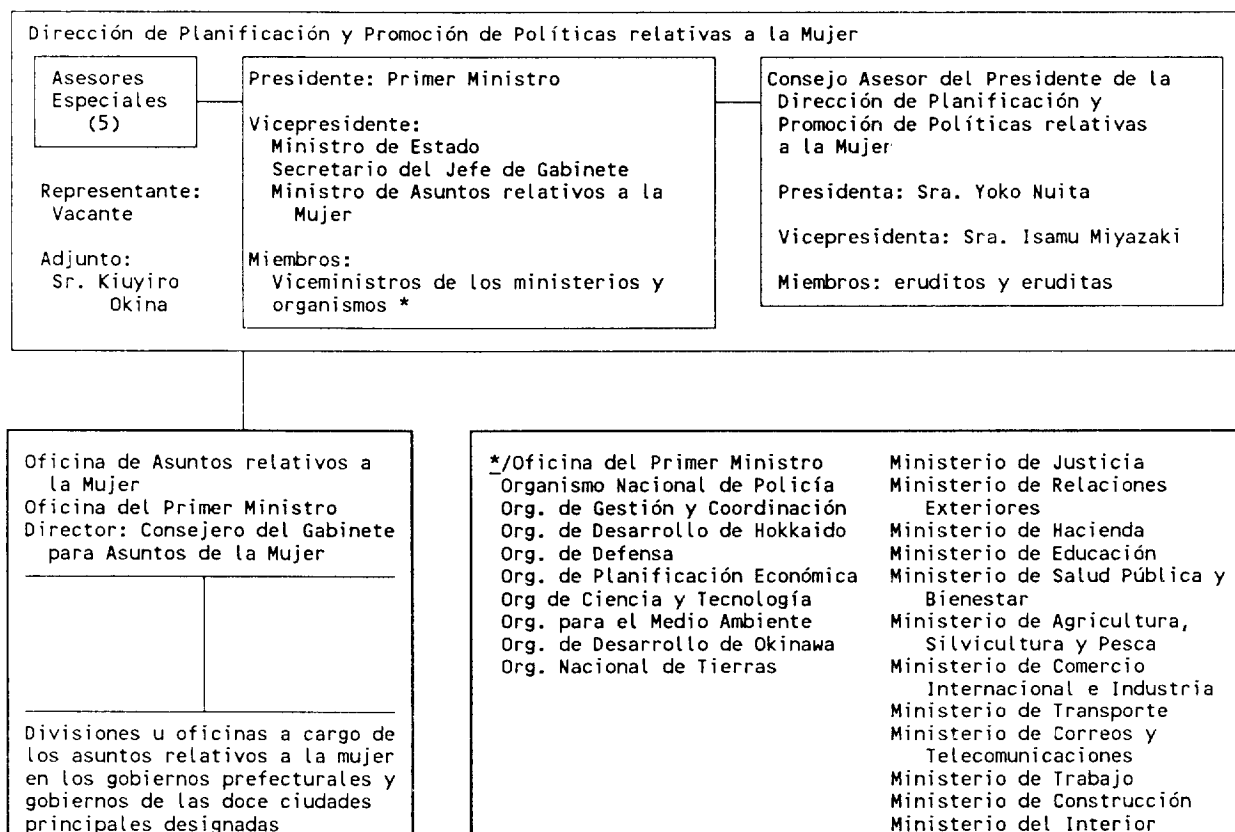 Dirección de Planificación y Promoción de Políticas relativas a la Mujer
Asesores
Especiales
(5)
Representante:
Vacante
Adjunto:
Sr. Kiuyiro
Okina
Presidente: Primer Ministro
Vicepresidente:
Ministro de Estado
Secretario del Jefe de Gabinete
Ministro de Asuntos relativos a la
Mujer
Miembros:
Viceministros de los ministerios y
organismos *
Consejo Asesor del Presidente de la
Dirección de Planificación y
Promoción de Políticas relativas
a la Mujer
Presidenta: Sra. Yoko Nuita
Vicepresidenta: Sra. Isamu Miyazaki
Miembros: eruditos y eruditas
Oficina de Asuntos relativos a
la Mujer
Oficina del Primer Ministro
Director: Consejero del Gabinete
para Asuntos de la Mujer
Divisiones u oficinas a cargo de
los asuntos relativos a la mujer
en los gobiernos prefecturales y
gobiernos de las doce ciudades
principales designadas
*/Oficina del Primer Ministro
Organismo Nacional de Policía
Org. de Gestión y Coordinación
Org. de Desarrollo de Hokkaido
Org. de Defensa
Org. de Planificación Económica
Org de Ciencia y Tecnología
Org. para el Medio Ambiente
Org. de Desarrollo de Okinawa
Org. Nacional de Tierras
Ministerio de Justicia
Ministerio de Relaciones
Exteriores
Ministerio de Hacienda
Ministerio de Educación
Ministerio de Salud Pública y
Bienestar
Ministerio de Agricultura,
Silvicultura y Pesca
Ministerio de Comercio
Internacional e Industria
Ministerio de Transporte
Ministerio de Correos y
Telecomunicaciones
Ministerio de Trabajo
Ministerio de Construcción
Ministerio del Interior